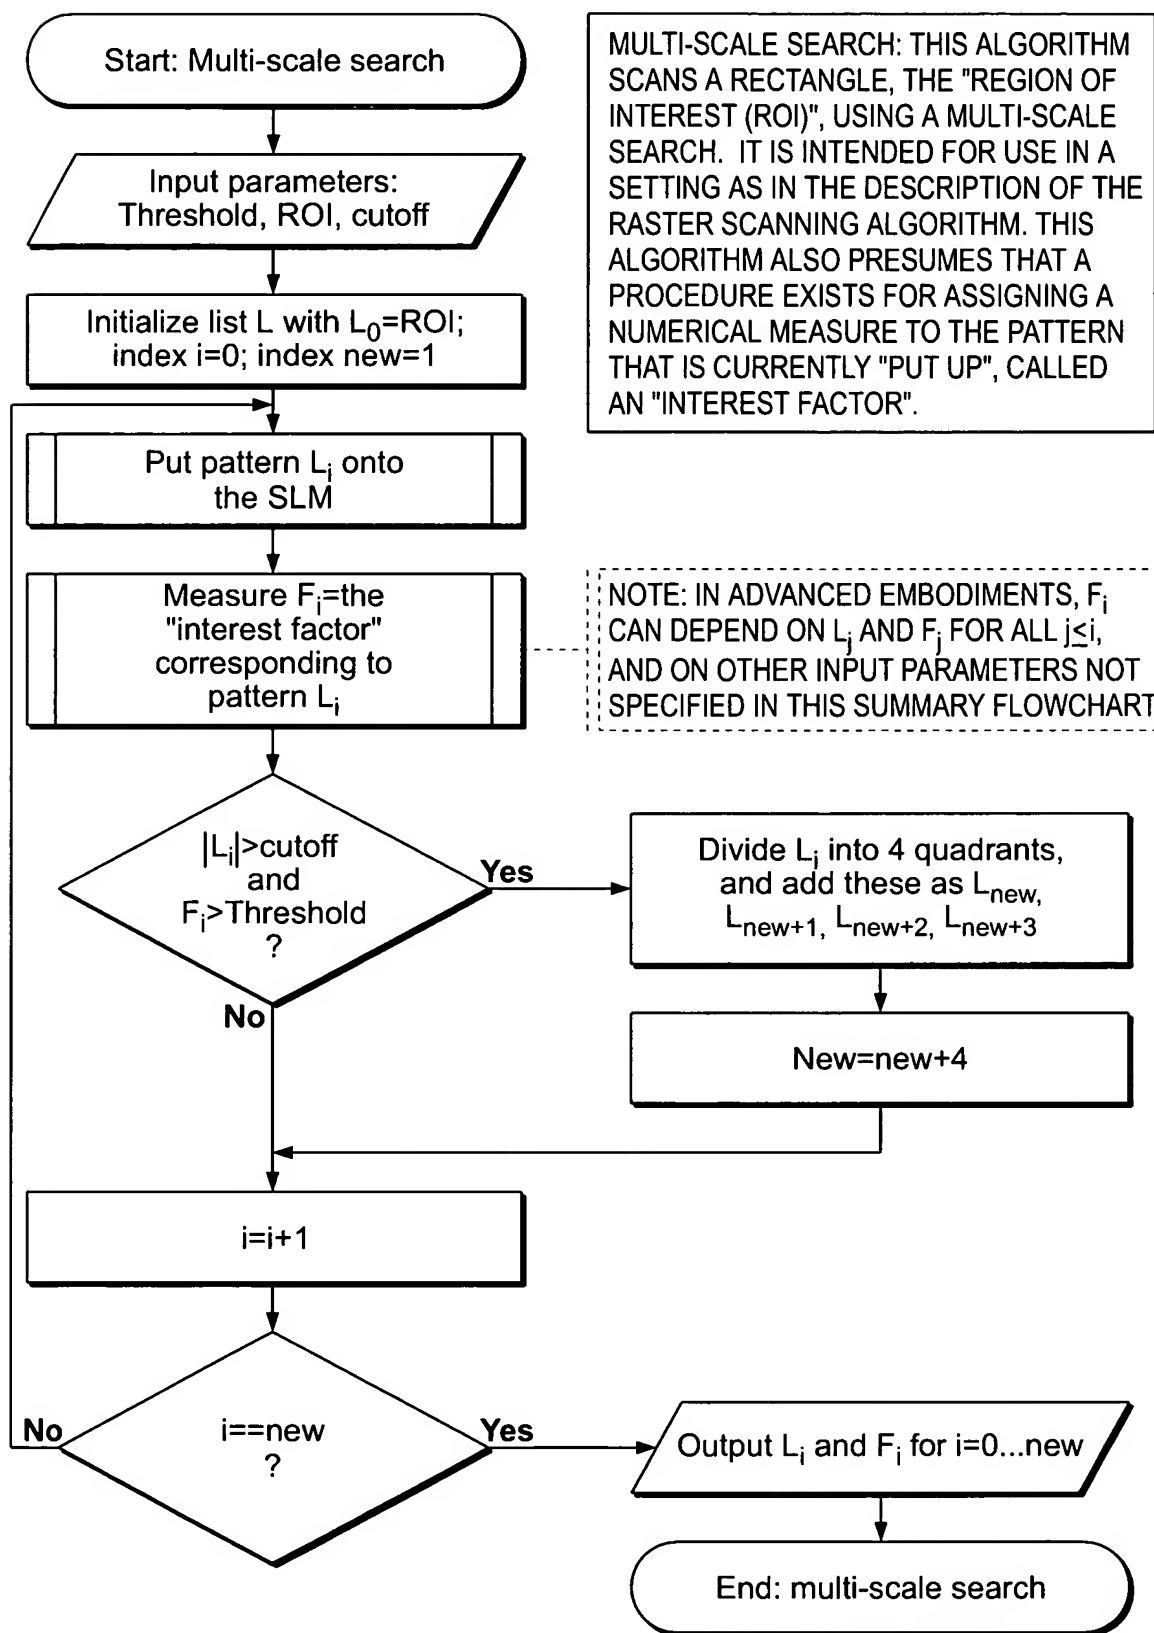 Start: Multi-scale search
Input parameters:
Threshold, ROI, cutoff
Initialize list L with L₀=ROI;
index i=0; index new=1
Put pattern Lᵢ onto
the SLM
Measure Fᵢ=the
"interest factor"
corresponding to
pattern Lᵢ
|Lᵢ|>cutoff
and
Fᵢ>Threshold
?
Yes
No
Divide Lᵢ into 4 quadrants,
and add these as L_new,
L_new+1, L_new+2, L_new+3
New=new+4
i=i+1
i==new
?
No
Yes
Output Lᵢ and Fᵢ for i=0...new
End: multi-scale search
MULTI-SCALE SEARCH: THIS ALGORITHM
SCANS A RECTANGLE, THE "REGION OF
INTEREST (ROI)", USING A MULTI-SCALE
SEARCH. IT IS INTENDED FOR USE IN A
SETTING AS IN THE DESCRIPTION OF THE
RASTER SCANNING ALGORITHM. THIS
ALGORITHM ALSO PRESUMES THAT A
PROCEDURE EXISTS FOR ASSIGNING A
NUMERICAL MEASURE TO THE PATTERN
THAT IS CURRENTLY "PUT UP", CALLED
AN "INTEREST FACTOR".
NOTE: IN ADVANCED EMBODIMENTS, Fᵢ
CAN DEPEND ON Lⱼ AND Fⱼ FOR ALL j≤i,
AND ON OTHER INPUT PARAMETERS NOT
SPECIFIED IN THIS SUMMARY FLOWCHART